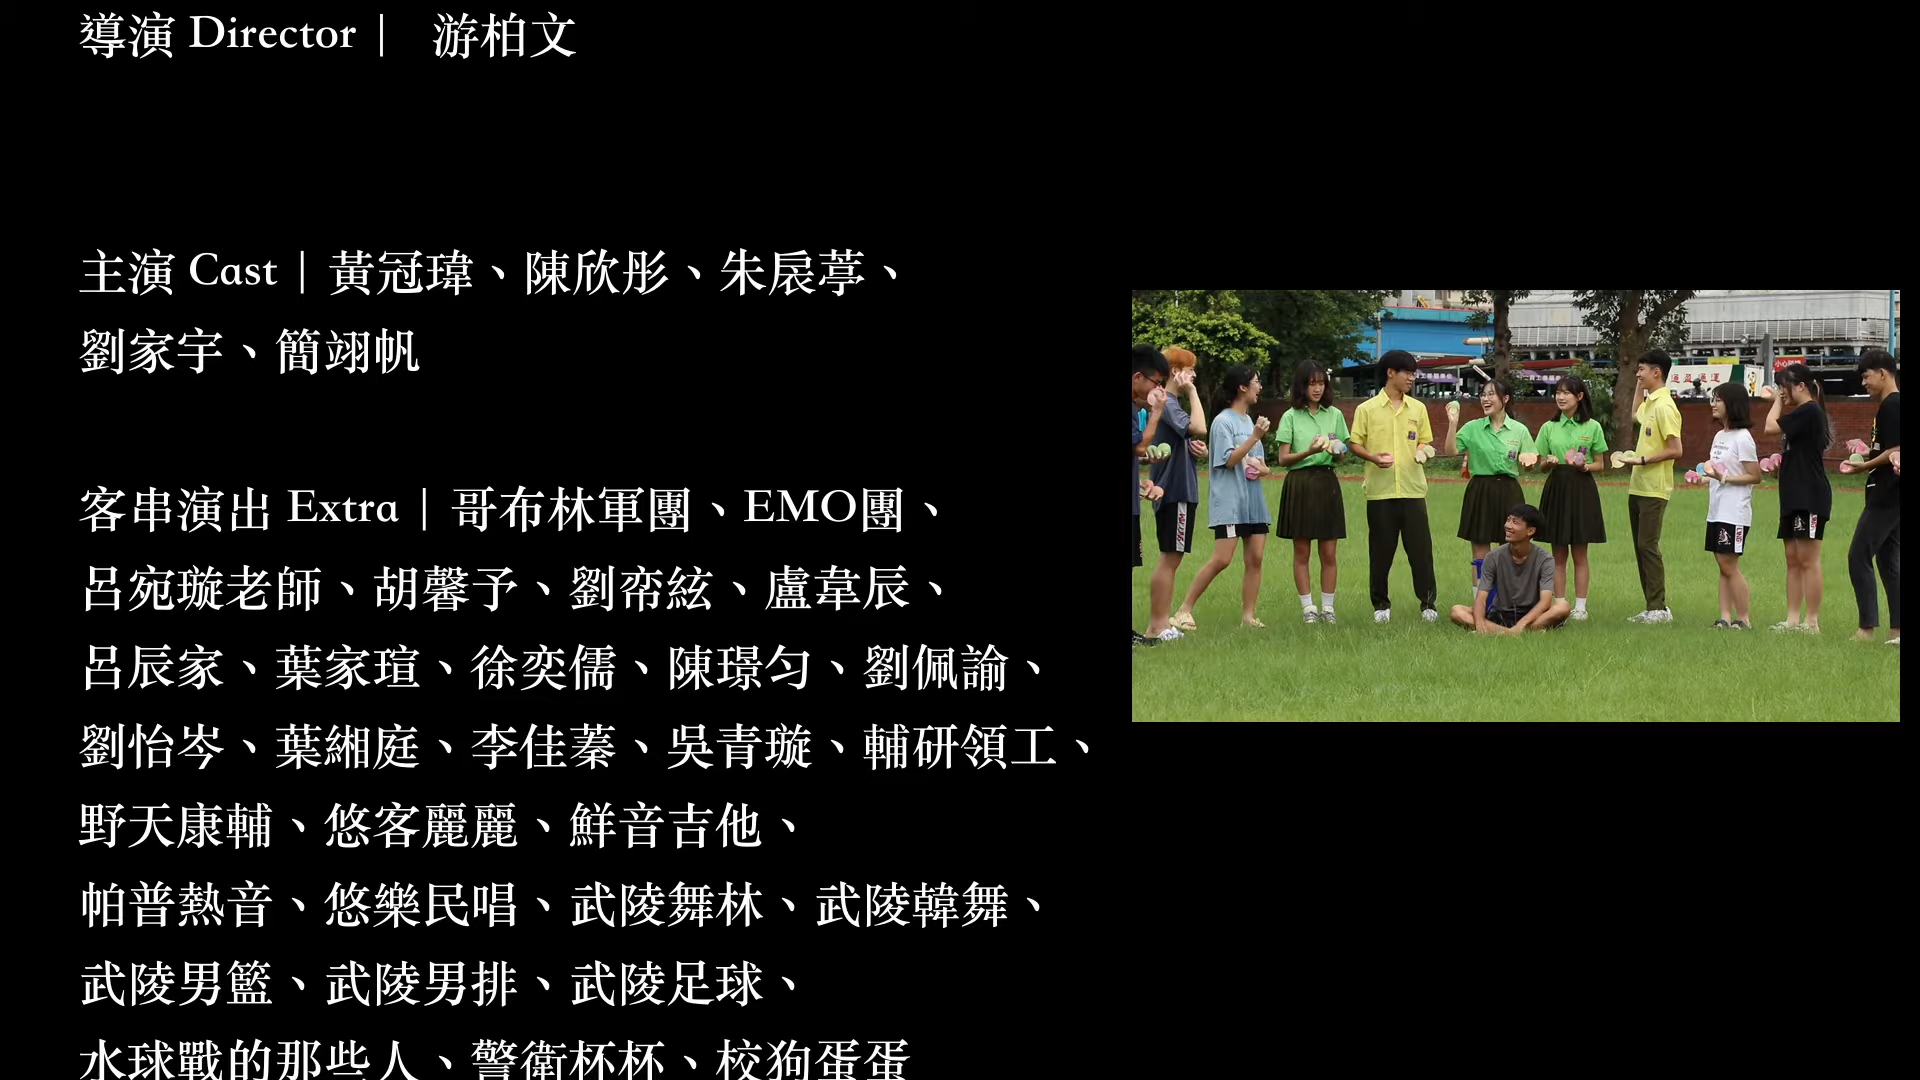 導演 Director | 游柏文
主演 Cast | 黃冠瑋、陳欣彤、朱扆葶、
劉家宇、簡翊帆
客串演出 Extra | 哥布林軍團、EMO團、
呂宛璇老師、胡馨予、劉帟絃、盧韋辰、
呂辰家、葉家瑄、徐奕儒、陳璟匀、劉佩諭、
劉怡岑、葉緗庭、李佳蓁、吳青璇、輔研領工、
野天康輔、悠客麗麗、鮮音吉他、
帕普熱音、悠樂民唱、武陵舞林、武陵韓舞、
武陵男籃、武陵男排、武陵足球、
水球戰的那些人、警衛杯杯、校狗蛋蛋